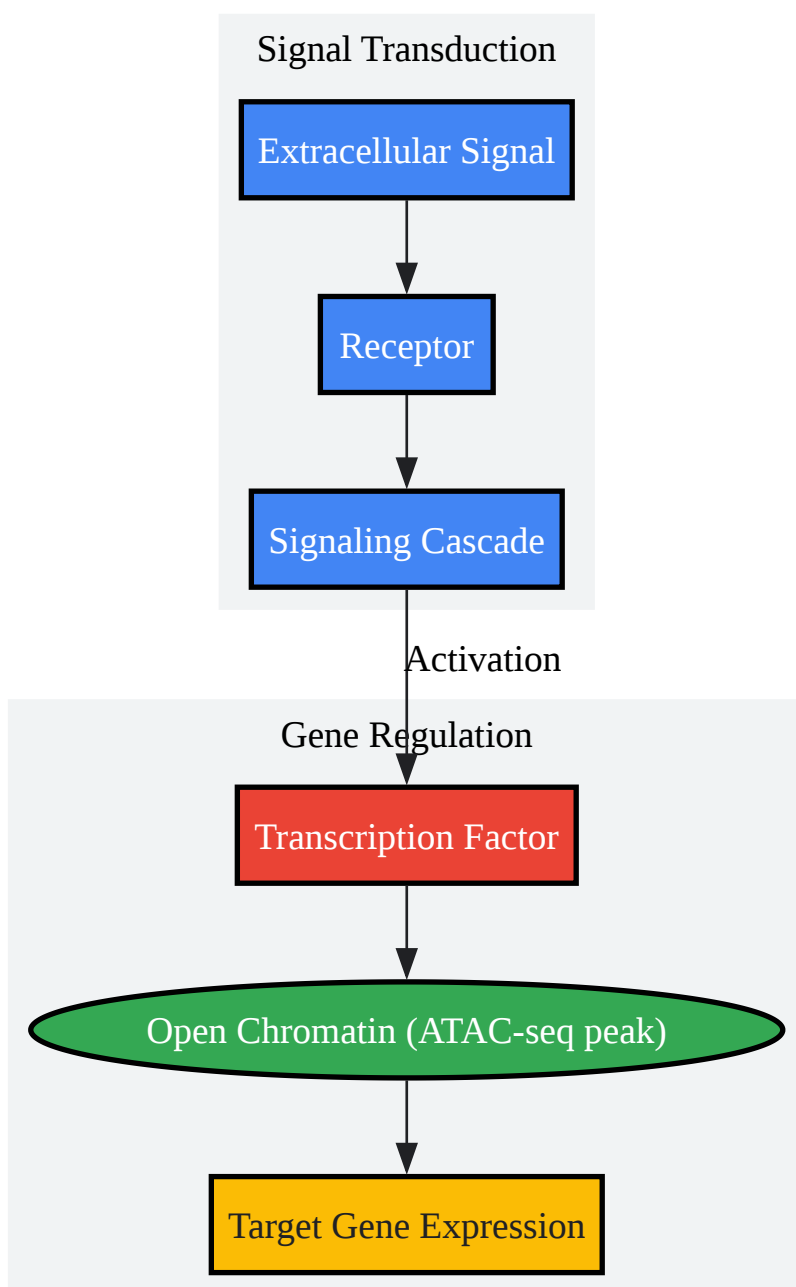 Signal Transduction
Extracellular Signal
Receptor
Signaling Cascade
Activation
Gene Regulation
Transcription Factor
Open Chromatin (ATAC-seq peak)
Target Gene Expression